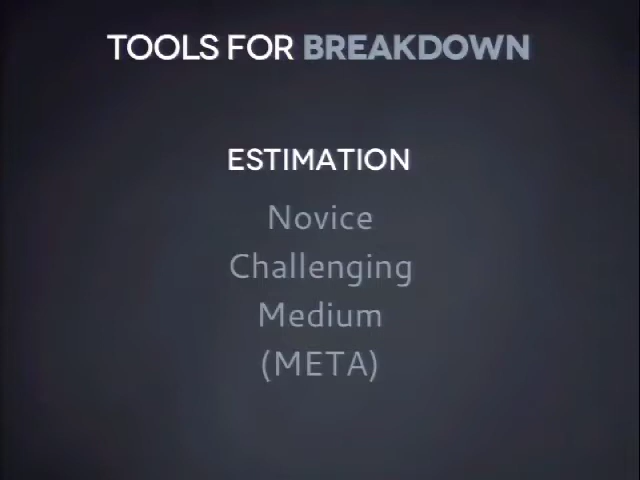 TOOLS FOR BREAKDOWN
ESTIMATION
Novice
Challenging
Medium
(META)